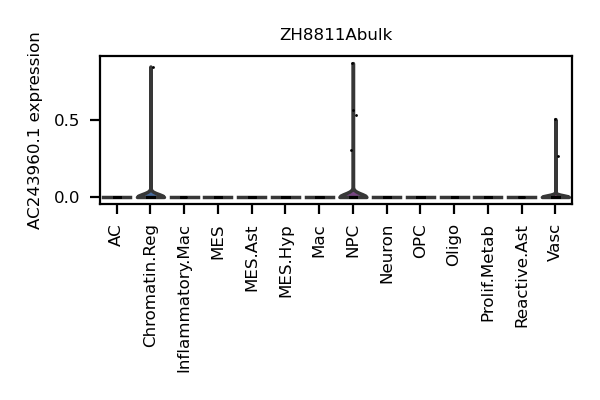 ZH8811Abulk
AC243960.1 expression
0.5
0.0
AC
Chromatin.Reg
Inflammatory.Mac
MES
MES.Ast
MES.Hyp
Mac
NPC
Neuron
OPC
Oligo
Prolif.Metab
Reactive.Ast
Vasc